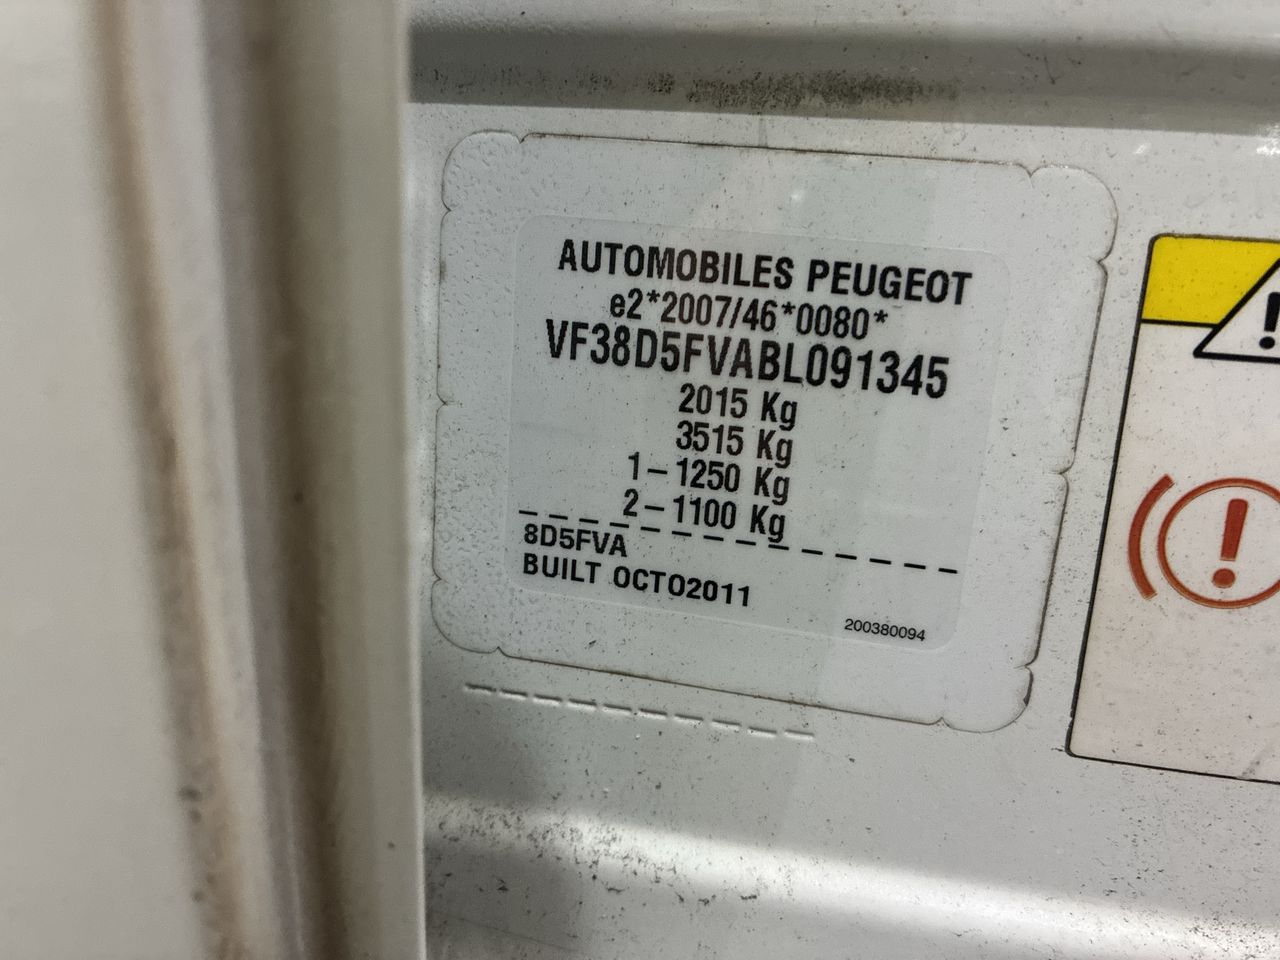 AUTOMOBILES PEUGEOT
e2*2007/46*0080*
VF38D5FVABL091345
2015 Kg
3515 Kg
1-1250 Kg
2-1100 Kg
8D5FVA
BUILT OCTO2011
200380094